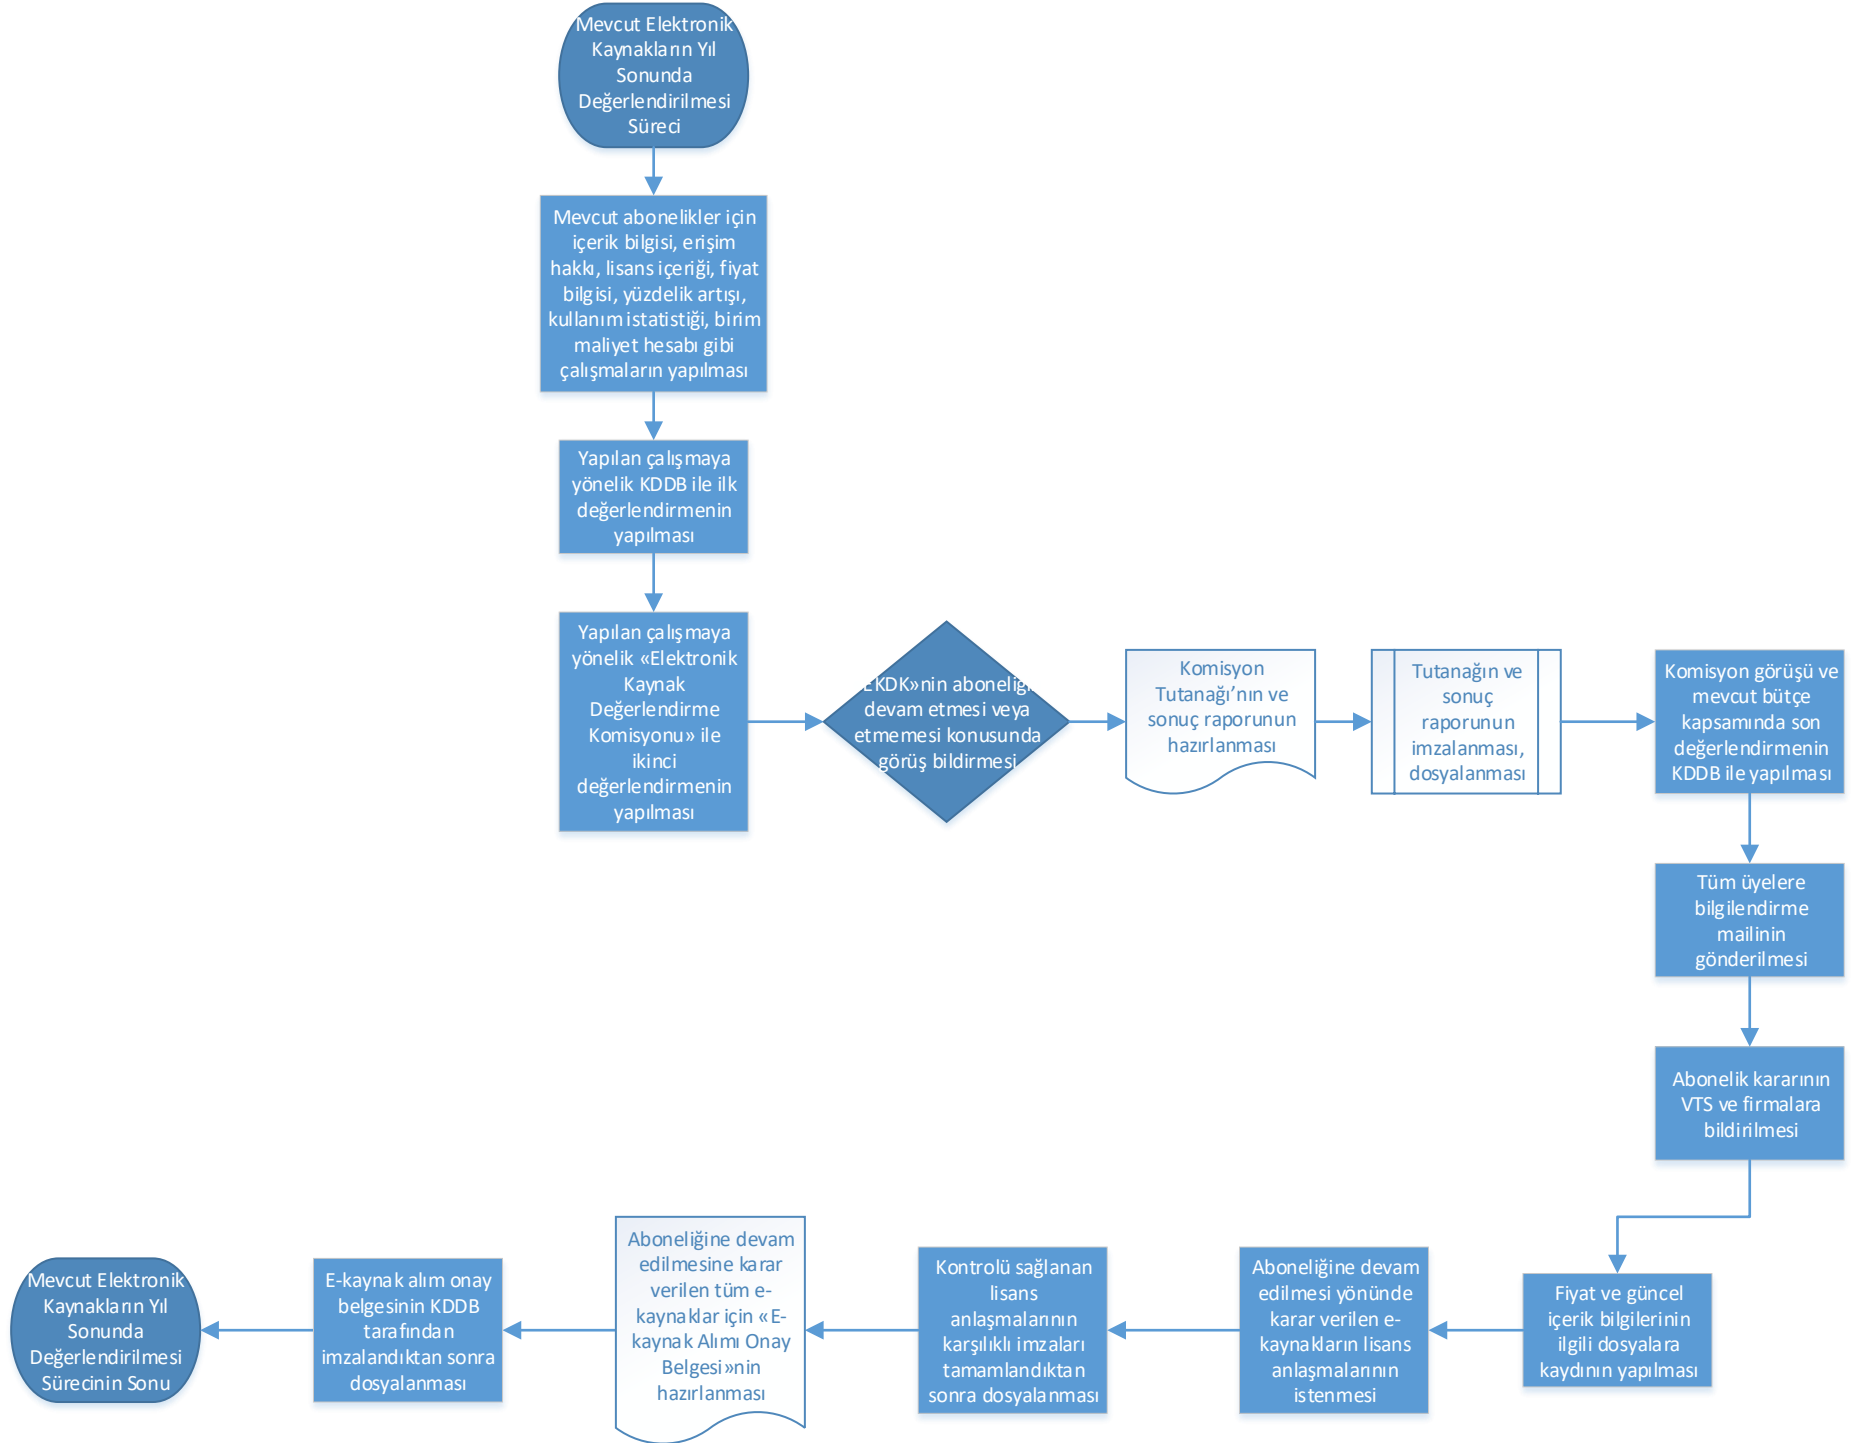 Mevcut Elektronik
Kaynakların Yıl
Sonunda
Değerlendirilmesi
Süreci
Mevcut abonelikler için
içerik bilgisi, erişim
hakkı, lisans içeriği, fiyat
bilgisi, yüzdelik artışı,
kullanım istatistiği, birim
maliyet hesabı gibi
çalışmaların yapılması
Yapılan çalışmaya
yönelik KDDB ile ilk
değerlendirmenin
yapılması
Yapılan çalışmaya
yönelik «Elektronik
Kaynak
Değerlendirme
Komisyonu» ile
ikinci
değerlendirmenin
yapılması
EKDK»nin aboneliği
devam etmesi veya
etmemesi konusunda
görüş bildirmesi
Komisyon
Tutanağı’nın ve
sonuç raporunun
hazırlanması
Tutanağın ve
sonuç
raporunun
imzalanması,
dosyalanması
Komisyon görüşü ve
mevcut bütçe
kapsamında son
değerlendirmenin
KDDB ile yapılması
Tüm üyelere
bilgilendirme
mailinin
gönderilmesi
Abonelik kararının
VTS ve firmalara
bildirilmesi
Fiyat ve güncel
içerik bilgilerinin
ilgili dosyalara
kaydının yapılması
Aboneliğine devam
edilmesi yönünde
karar verilen e-
kaynakların lisans
anlaşmalarının
istenmesi
Kontrolü sağlanan
lisans
anlaşmalarının
karşılıklı imzaları
tamamlandıktan
sonra dosyalanması
Aboneliğine devam
edilmesine karar
verilen tüm e-
kaynaklar için «E-
kaynak Alımı Onay
Belgesi»nin
hazırlanması
E-kaynak alım onay
belgesinin KDDB
tarafından
imzalandıktan sonra
dosyalanması
Mevcut Elektronik
Kaynakların Yıl
Sonunda
Değerlendirilmesi
Sürecinin Sonu